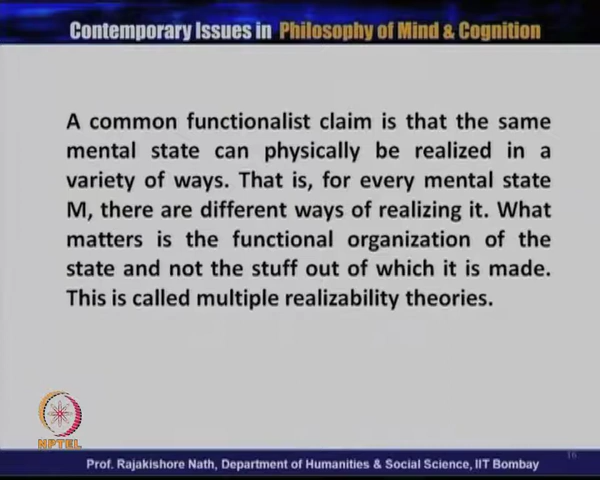 Contemporary Issues in Philosophy of Mind & Cognition
A common functionalist claim is that the same
mental state can physically be realized in a
variety of ways. That is, for every mental state
M, there are different ways of realizing it. What
matters is the functional organization of the
state and not the stuff out of which it is made.
This is called multiple realizability theories.
NPTEL
16
Prof. Rajakishore Nath, Department of Humanities & Social Science, IIT Bombay